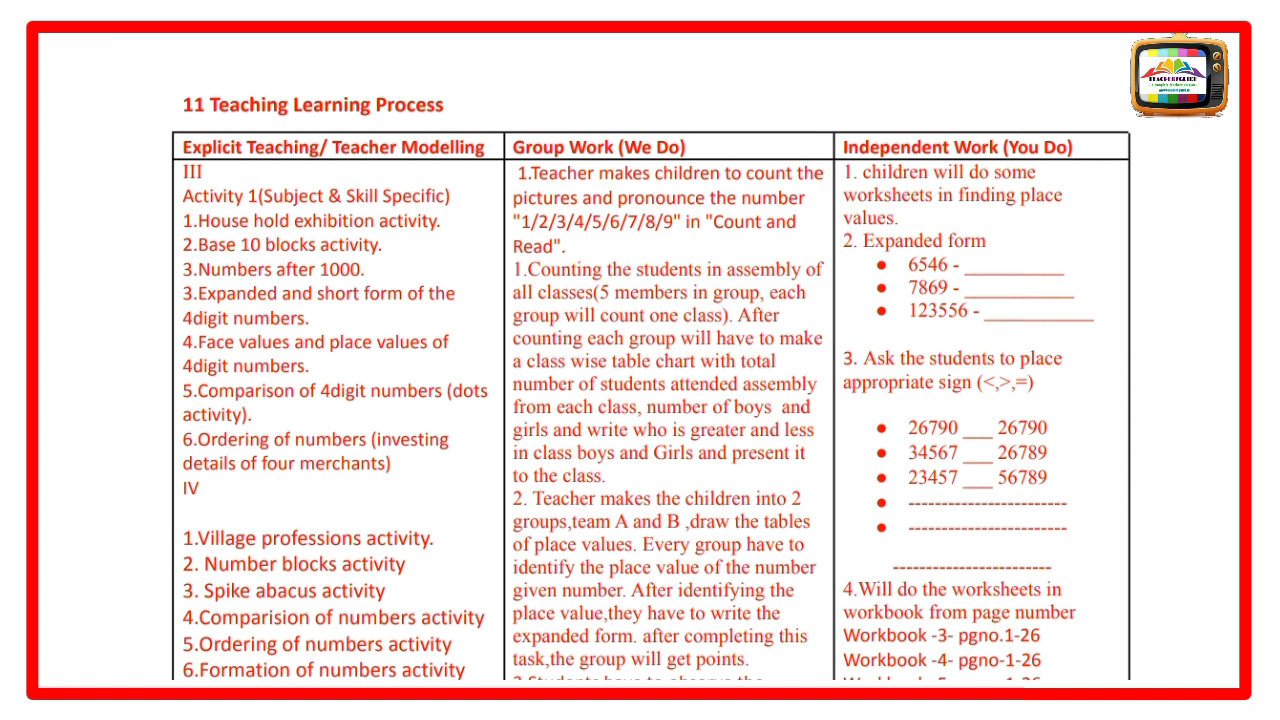 11 Teaching Learning Process
Explicit Teaching/ Teacher Modelling
III
Activity 1(Subject & Skill Specific)
1.House hold exhibition activity.
2.Base 10 blocks activity.
3.Numbers after 1000.
3.Expanded and short form of the
4digit numbers.
4.Face values and place values of
4digit numbers.
5.Comparison of 4digit numbers (dots
activity).
6.Ordering of numbers (investing
details of four merchants)
IV
1.Village professions activity.
2. Number blocks activity
3. Spike abacus activity
4.Comparision of numbers activity
5.Ordering of numbers activity
6.Formation of numbers activity
Group Work (We Do)
1.Teacher makes children to count the
pictures and pronounce the number
"1/2/3/4/5/6/7/8/9" in "Count and
Read".
1.Counting the students in assembly of
all classes(5 members in group, each
group will count one class). After
counting each group will have to make
a class wise table chart with total
number of students attended assembly
from each class, number of boys and
girls and write who is greater and less
in class boys and Girls and present it
to the class.
2. Teacher makes the children into 2
groups,team A and B ,draw the tables
of place values. Every group have to
identify the place value of the number
given number. After identifying the
place value,they have to write the
expanded form. after completing this
task,the group will get points.
Independent Work (You Do)
1. children will do some
worksheets in finding place
values.
2. Expanded form
● 6546 - __________
● 7869 - ___________
● 123556 - ___________
3. Ask the students to place
appropriate sign (<,>,=)
● 26790 ___ 26790
● 34567 ___ 26789
● 23457 ___ 56789
● ------------------------
● ------------------------
------------------------
4.Will do the worksheets in
workbook from page number
Workbook -3- pgno.1-26
Workbook -4- pgno-1-26